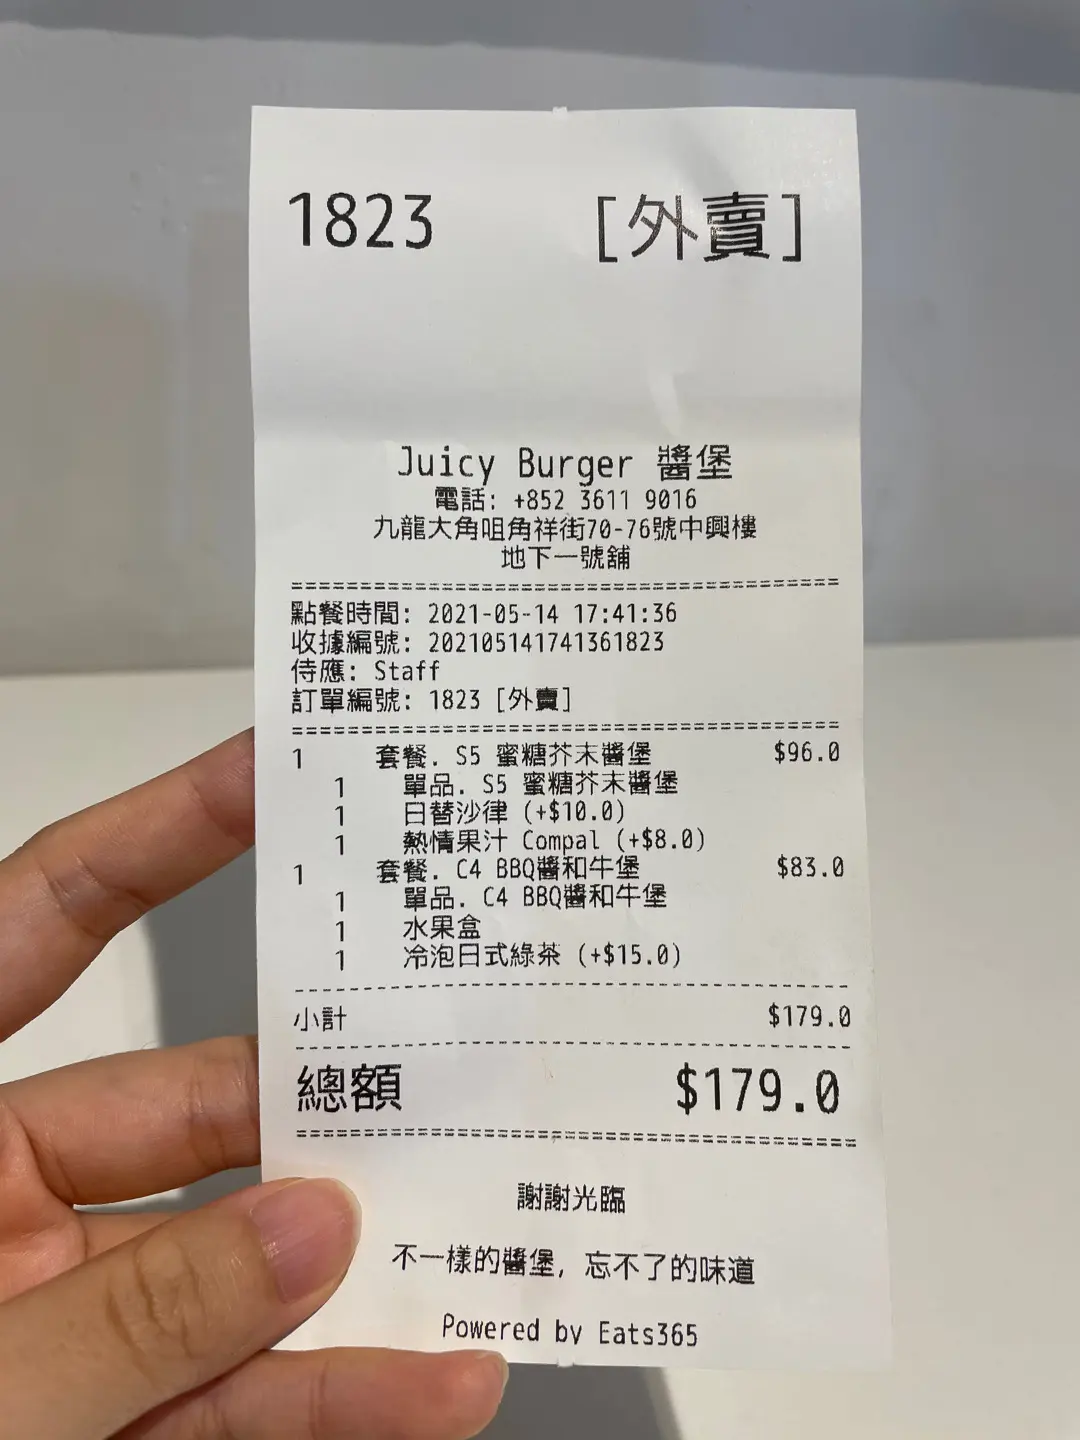 1823 [外賣]
Juicy Burger 醬堡
電話: +852 3611 9016
九龍大角咀角祥街70-76號中興樓
地下一號舖
點餐時間: 2021-05-14 17:41:36
收據編號: 202105141741361823
侍應: Staff
訂單編號: 1823 [外賣]
1 套餐. S5 蜜糖芥末醬堡 $96.0
1 單品. S5 蜜糖芥末醬堡
1 日替沙律 (+$10.0)
1 熱情果汁 Compal (+$8.0)
1 套餐. C4 BBQ醬和牛堡 $83.0
1 單品. C4 BBQ醬和牛堡
1 水果盒
1 冷泡日式綠茶 (+$15.0)
小計 $179.0
總額 $179.0
謝謝光臨
不一樣的醬堡, 忘不了的味道
Powered by Eats365